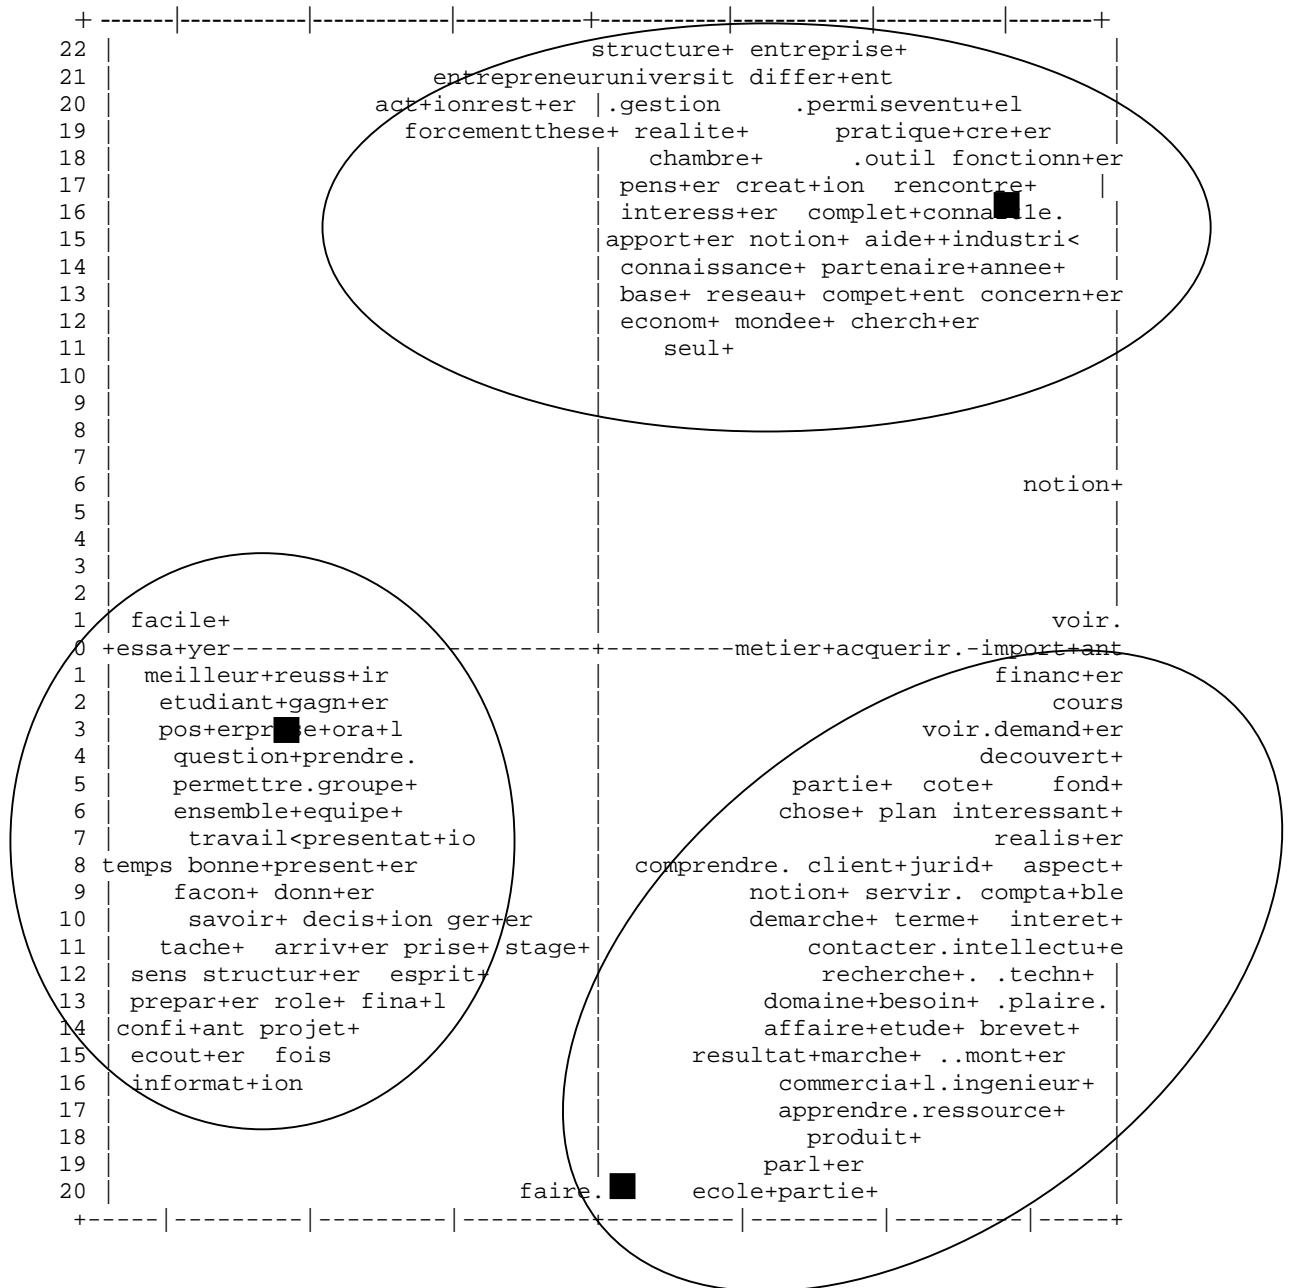 + ------|---------|---------|---------+---------|---------|---------|------+
22 | structure+ entreprise+ |
21 | entrepreneuruniversit differ+ent |
20 | act+ionrest+er |.gestion .permiseventu+el
19 | forcementthese+ realite+ pratique+cre+er |
18 | | chambre+ .outil fonctionn+er
17 | | pens+er creat+ion rencontre+ |
16 | | interess+er complet+conna 1e.
15 | apport+er notion+ aide++industri<
14 | | connaissance+ partenaire+annee+ |
13 | | base+ reseau+ compet+ent concern+er
12 | | econom+ mondee+ cherch+er |
11 | | seul+ |
10 | | |
9 | | |
8 | | |
7 | | |
6 | | notion+
5 | | |
4 | | |
3 | | |
2 | | |
1 | facile+ | voir.
0 +essa+yer-------------------------+---------metier+acquerir.-import+ant
1 | meilleur+reuss+ir | financ+er
2 | etudiant+gagn+er | cours
3 | pos+erpr e+ora+l | voir.demand+er
4 | question+prendre. | decouvert+
5 | permettre.groupe+ | partie+ cote+ fond+
6 | ensemble+equipe+ | chose+ plan interessant+
7 | travail<presentat+io | realis+er
8 temps bonne+present+er | comprendre. client+jurid+ aspect+
9 | facon+ donn+er | notion+ servir. compta+ble
10 | savoir+ decis+ion ger+er | demarche+ terme+ interet+
11 | tache+ arriv+er prise+ stage+| contacter.intellectu+e
12 | sens structur+er esprit+ | recherche+. .techn+ |
13 | prepar+er role+ fina+l | domaine+besoin+ .plaire.|
14 |confi+ant projet+ | affaire+etude+ brevet+ |
15 | ecout+er fois | resultat+marche+ ..mont+er |
16 | informat+ion | commercia+l.ingenieur+ |
17 | | apprendre.ressource+ |
18 | | produit+ |
19 | | parl+er |
20 | faire. ecole+partie+ |
+-----|---------|---------|---------+---------|---------|---------|-----+